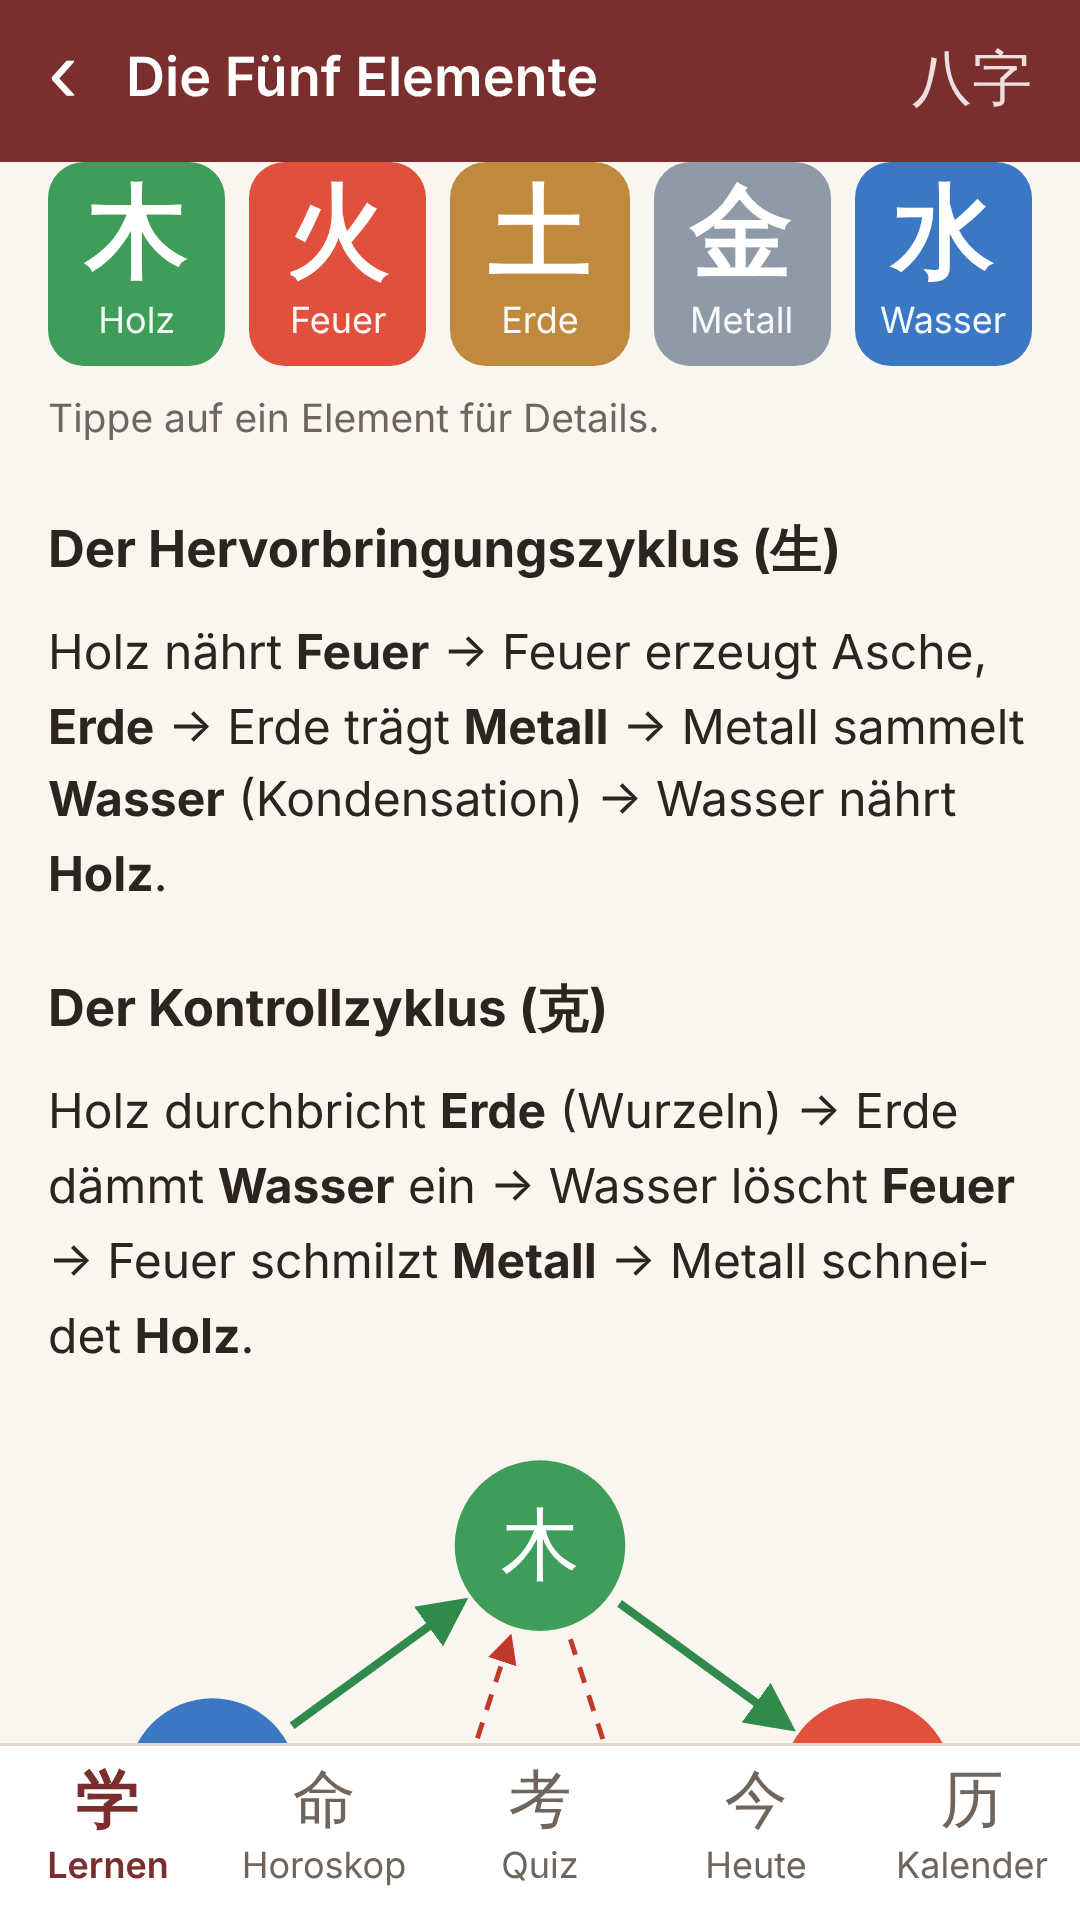 ‹ Die Fünf Elemente 八字
木 火 土 金 水
Holz Feuer Erde Metall Wasser
Tippe auf ein Element für Details.
Der Hervorbringungszyklus (生)
Holz nährt Feuer → Feuer erzeugt Asche,
Erde → Erde trägt Metall → Metall sammelt
Wasser (Kondensation) → Wasser nährt
Holz.
Der Kontrollzyklus (克)
Holz durchbricht Erde (Wurzeln) → Erde
dämmt Wasser ein → Wasser löscht Feuer
→ Feuer schmilzt Metall → Metall schnei-
det Holz.
木
学 命 考 今 历
Lernen Horoskop Quiz Heute Kalender